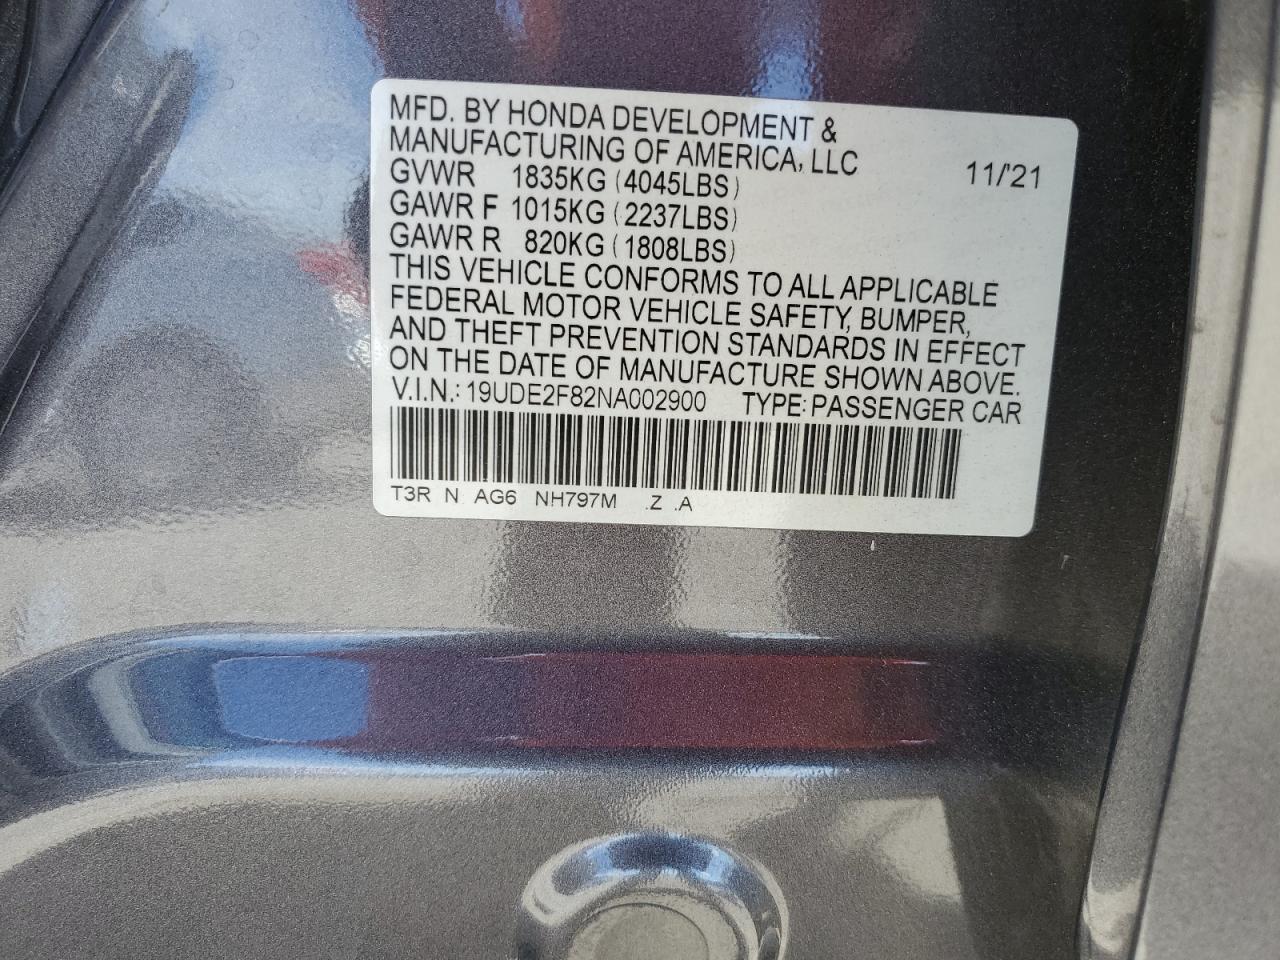 MFD. BY HONDA DEVELOPMENT &
MANUFACTURING OF AMERICA, LLC 11/'21
GVWR 1835KG (4045LBS)
GAWR F 1015KG (2237LBS)
GAWR R 820KG (1808LBS)
THIS VEHICLE CONFORMS TO ALL APPLICABLE
FEDERAL MOTOR VEHICLE SAFETY, BUMPER,
AND THEFT PREVENTION STANDARDS IN EFFECT
ON THE DATE OF MANUFACTURE SHOWN ABOVE.
V.I.N.: 19UDE2F82NA002900 TYPE: PASSENGER CAR
T3R N AG6 NH797M .Z .A